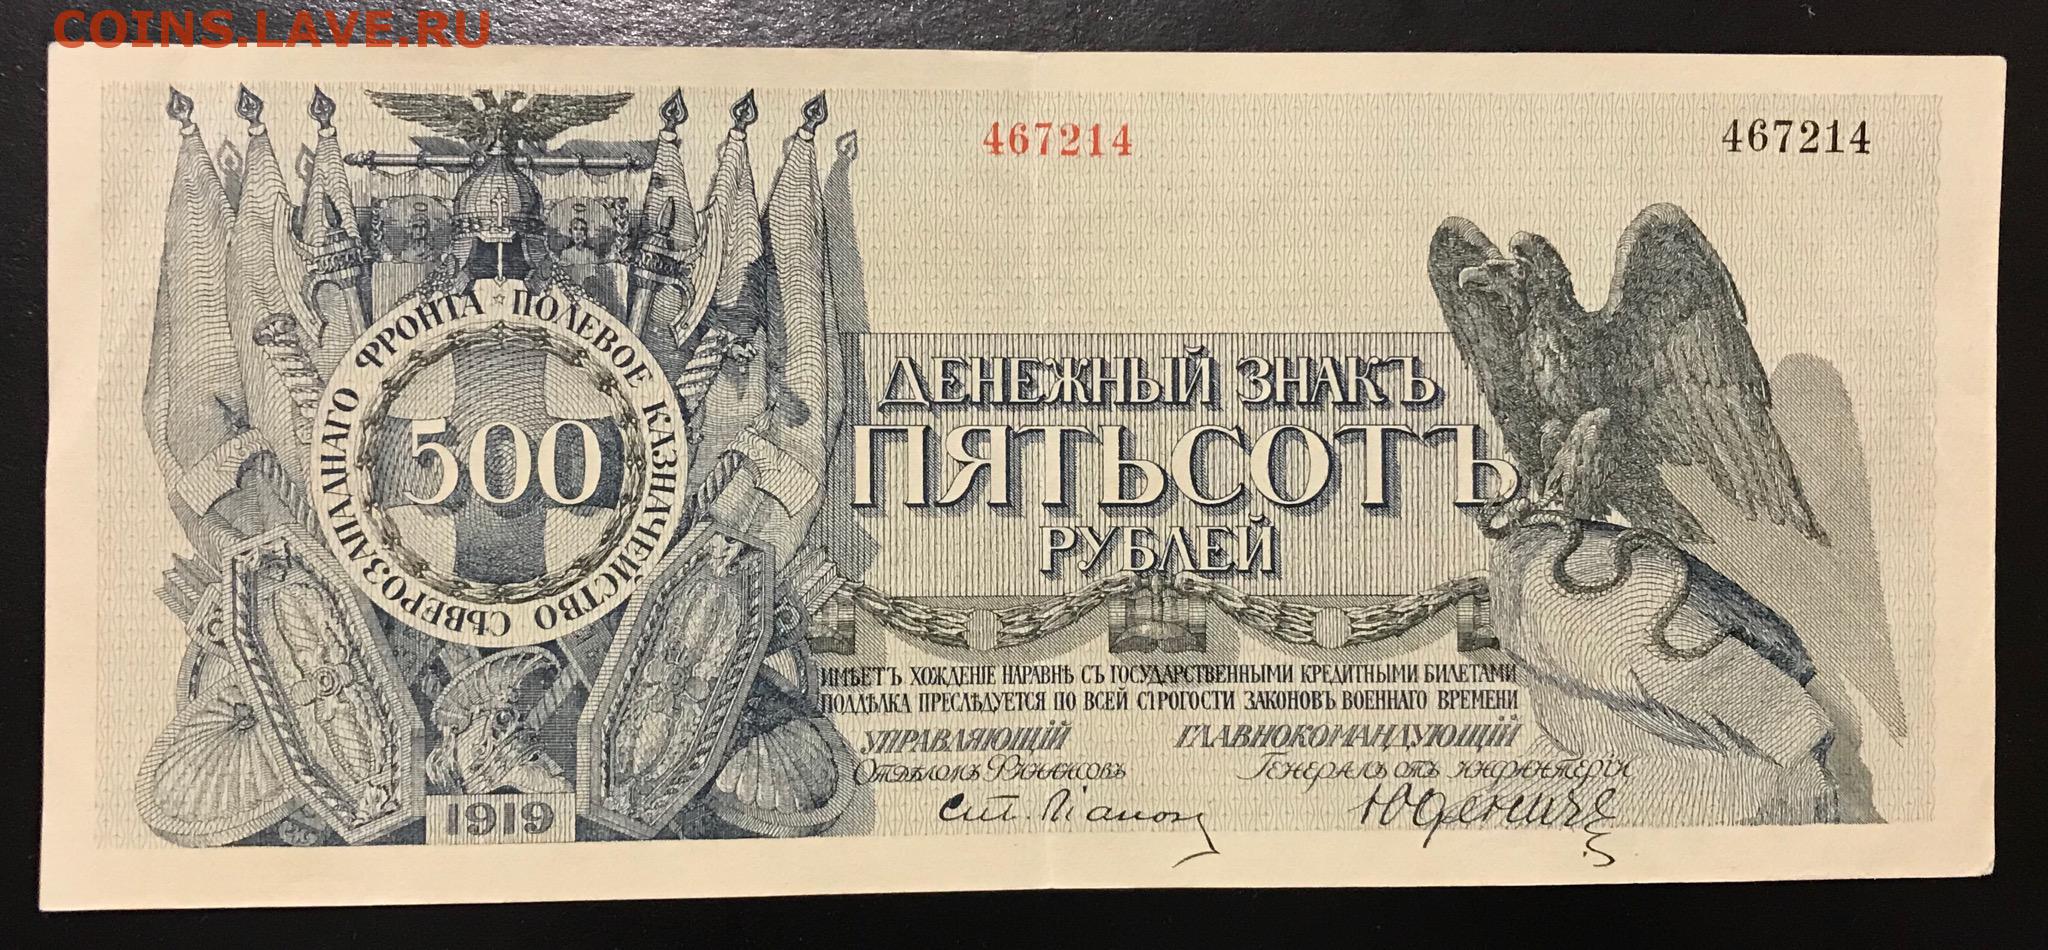 COINS.LAVE.RU
467214 467214
ПОЛЕВОЕ КАЗНАЧЕЙСТВО СѢВЕРОЗАПАДНАГО ФРОНТА
500
ДЕНЕЖНЫЙ ЗНАКЪ
ПЯТЬСОТЪ
РУБЛЕЙ
ИМѢЕТЪ ХОЖДЕНІЕ НАРАВНѢ СЪ ГОСУДАРСТВЕННЫМИ КРЕДИТНЫМИ БИЛЕТАМИ
ПОДДѢЛКА ПРЕСЛѢДУЕТСЯ ПО ВСЕЙ СТРОГОСТИ ЗАКОНОВЪ ВОЕННАГО ВРЕМЕНИ
УПРАВЛЯЮЩІЙ ГЛАВНОКОМАНДУЮЩІЙ
ОТДѢЛОМЪ ФИНАНСОВЪ ГЕНЕРАЛЪ ОТЪ ИНФАНТЕРІИ
Юденичъ
1919